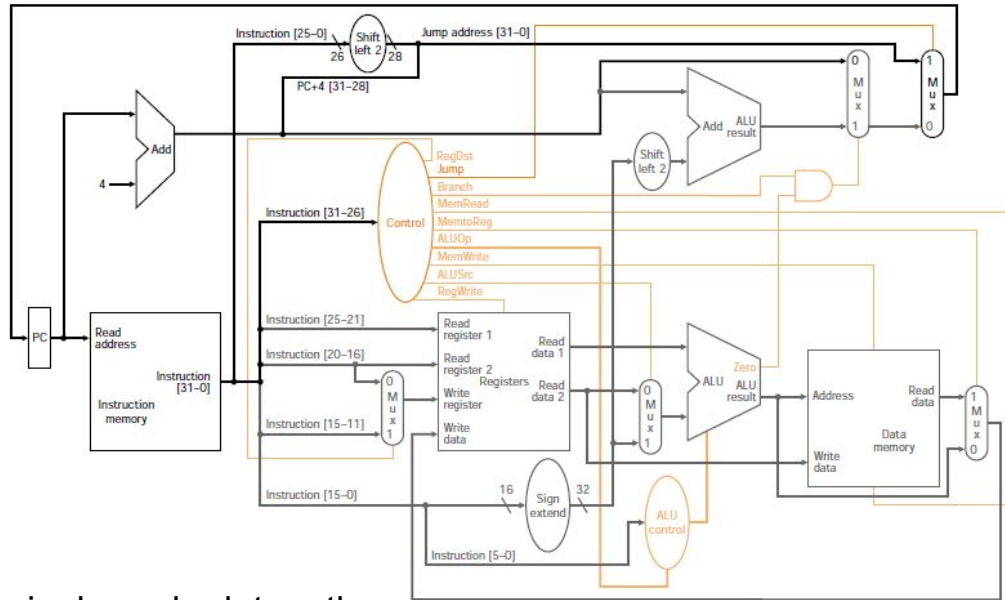 Instruction [25–0]
26
Shift
left 2
28
Jump address [31–0]
PC+4 [31–28]
Add
4
0
M
u
x
1
1
M
u
x
0
Add
ALU
result
Shift
left 2
RegDst
Jump
Branch
MemRead
MemtoReg
ALUOp
MemWrite
ALUSrc
RegWrite
Control
Instruction [31–26]
PC
Read
address
Instruction
[31–0]
Instruction
memory
Instruction [25–21]
Instruction [20–16]
Instruction [15–11]
0
M
u
x
1
Read
register 1
Read
register 2
Write
register
Write
data
Registers
Read
data 1
Read
data 2
0
M
u
x
1
Zero
ALU
ALU
result
Address
Write
data
Read
data
Data
memory
1
M
u
x
0
Instruction [15–0]
16
Sign
extend
32
Instruction [5–0]
ALU
control